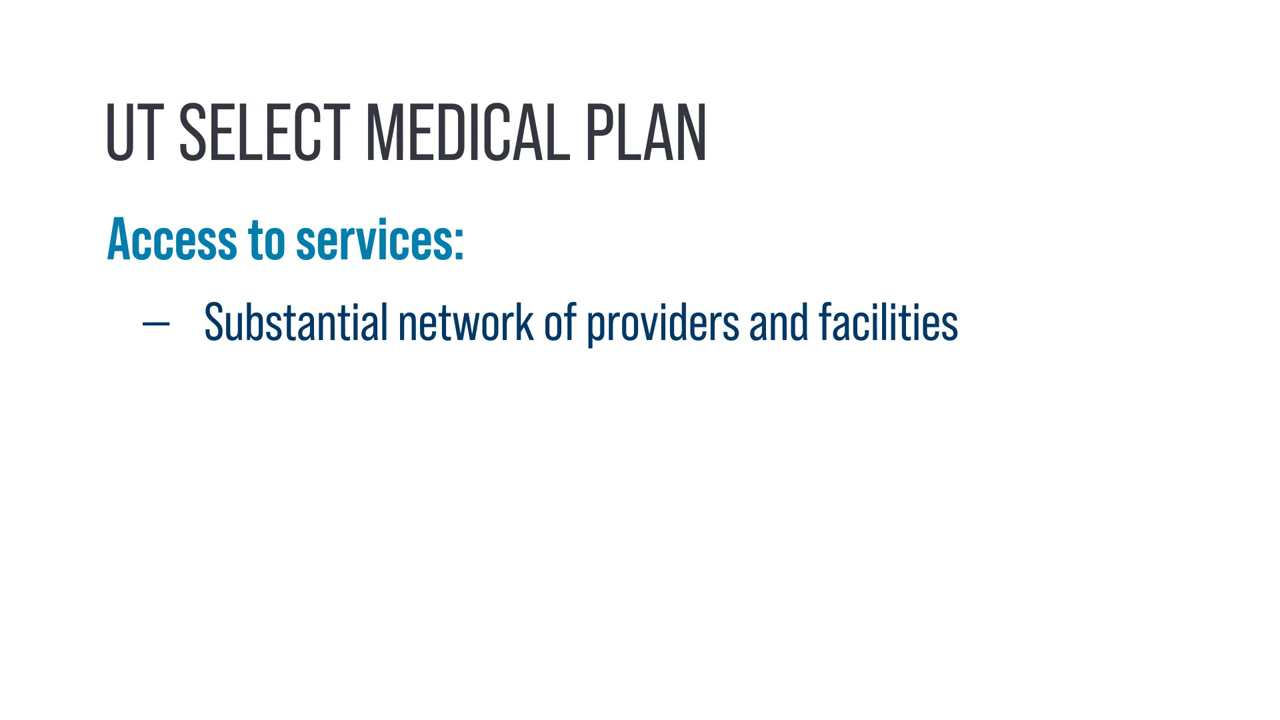 UT SELECT MEDICAL PLAN
Access to services:
– Substantial network of providers and facilities